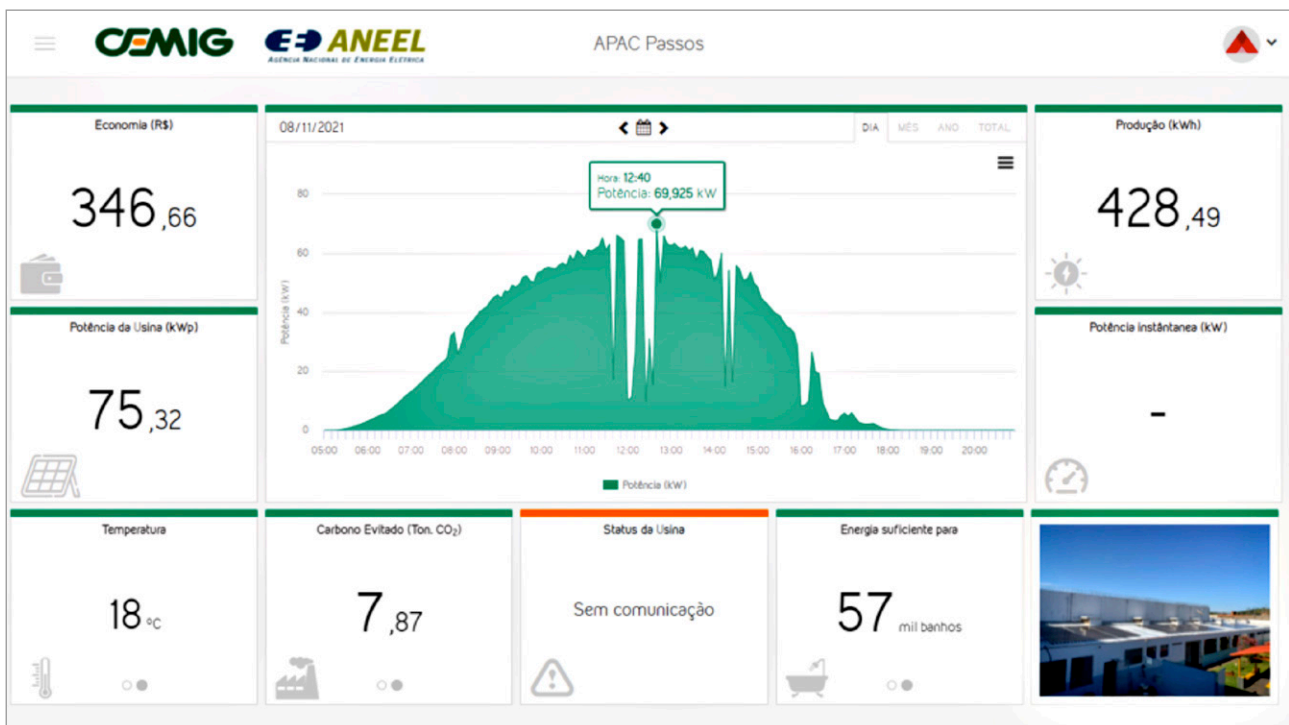 CEMIG
ANEEL
AGÊNCIA NACIONAL DE ENERGIA ELÉTRICA
APAC Passos
Economia (R$)
346,66
Potência da Usina (kWp)
75,32
08/11/2021
DIA MÊS ANO TOTAL
Hora: 12:40
Potência: 69,925 kW
Potência (kW)
80
60
40
20
0
05:00 06:00 07:00 08:00 09:00 10:00 11:00 12:00 13:00 14:00 15:00 16:00 17:00 18:00 19:00 20:00
Potência (kW)
Produção (kWh)
428,49
Potência instântanea (kW)
-
Temperatura
18 °C
Carbono Evitado (Ton. CO₂)
7,87
Status da Usina
Sem comunicação
Energia suficiente para
57 mil banhos